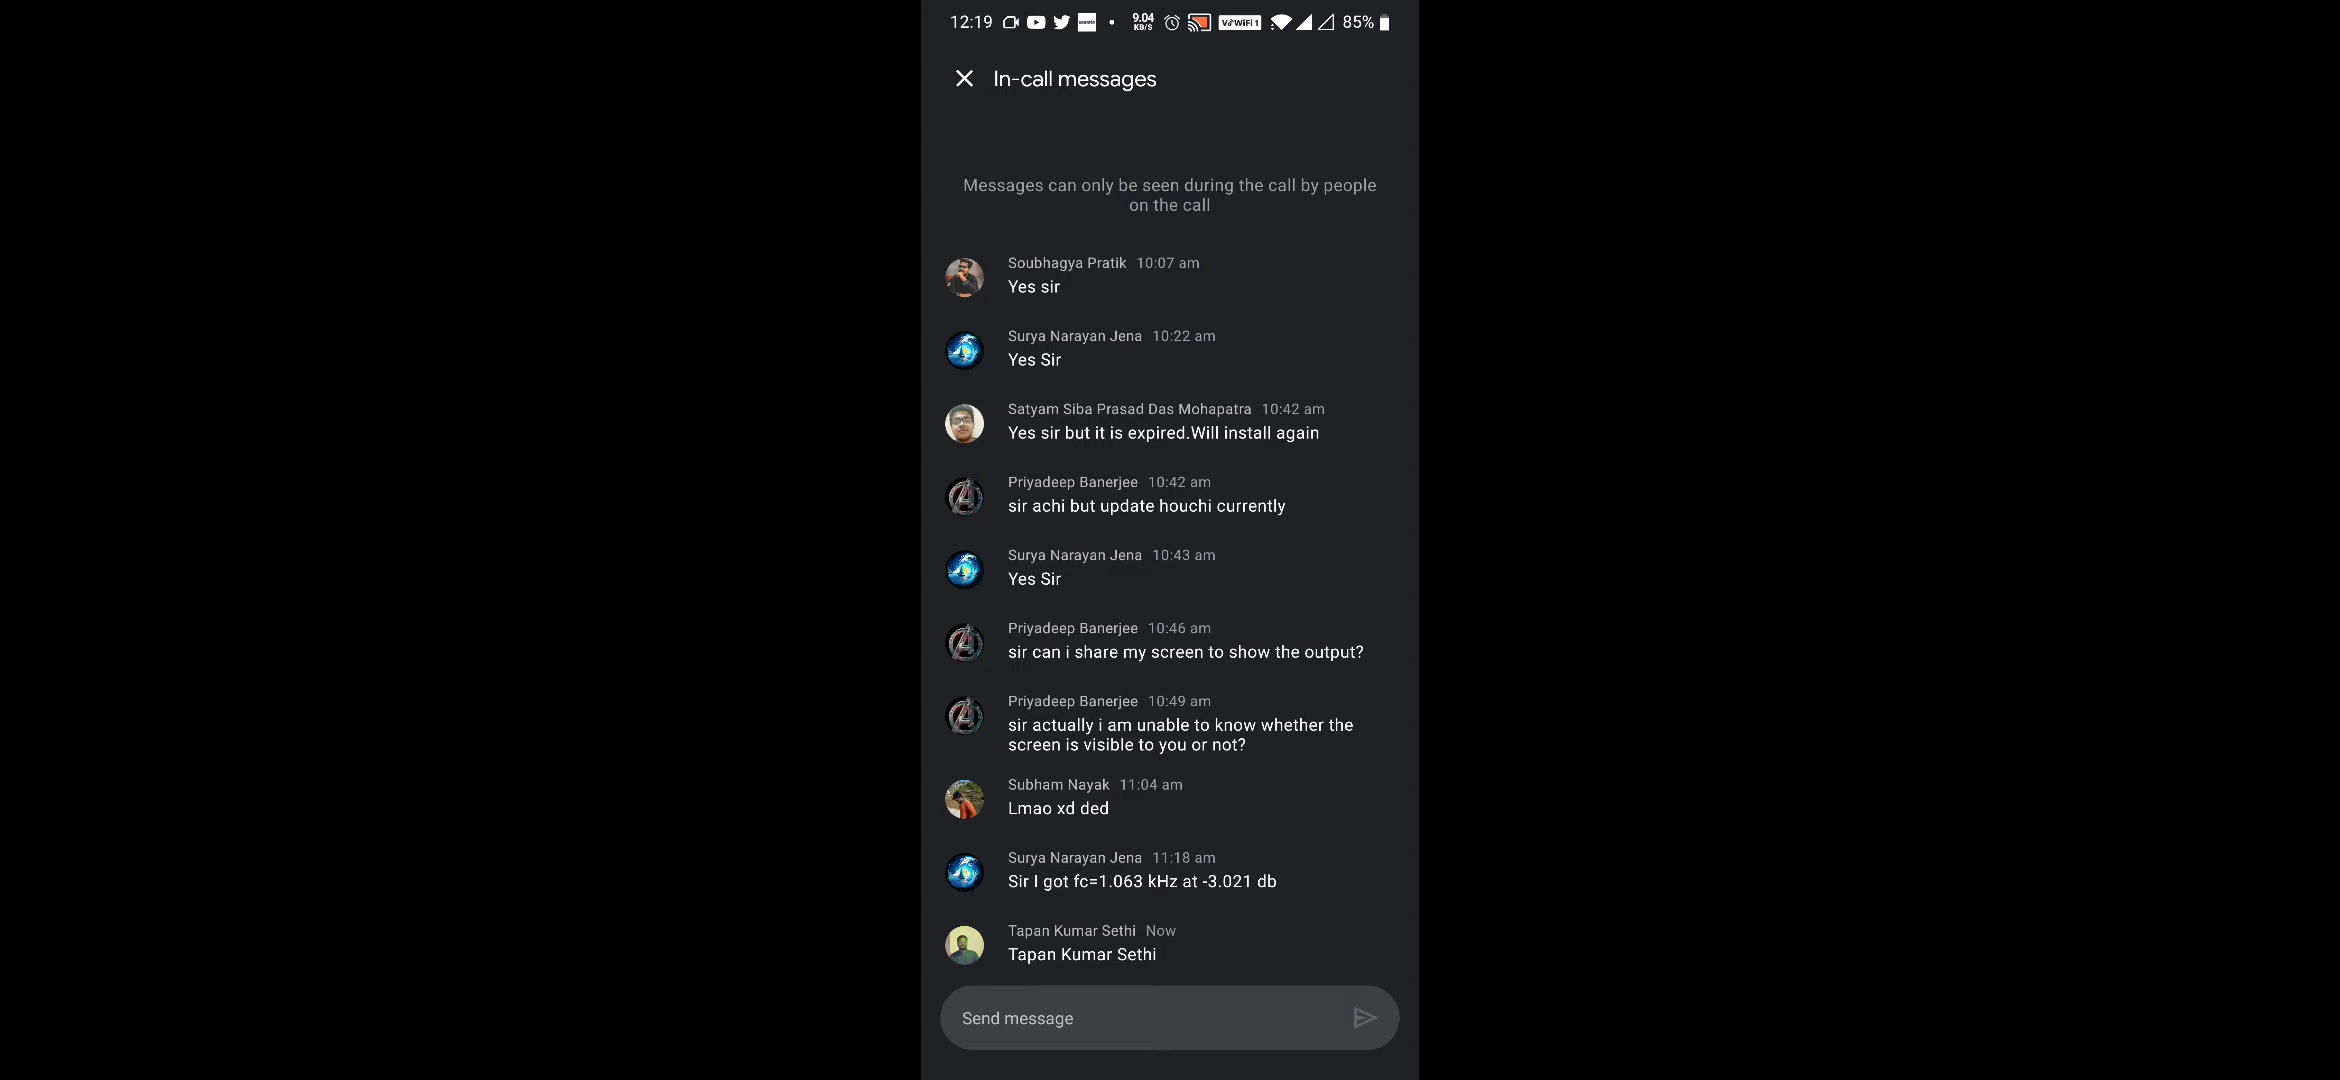 12:19 9.04 KB/S VoWiFi 1 85%
In-call messages
Messages can only be seen during the call by people
on the call
Soubhagya Pratik 10:07 am
Yes sir
Surya Narayan Jena 10:22 am
Yes Sir
Satyam Siba Prasad Das Mohapatra 10:42 am
Yes sir but it is expired.Will install again
Priyadeep Banerjee 10:42 am
sir achi but update houchi currently
Surya Narayan Jena 10:43 am
Yes Sir
Priyadeep Banerjee 10:46 am
sir can i share my screen to show the output?
Priyadeep Banerjee 10:49 am
sir actually i am unable to know whether the
screen is visible to you or not?
Subham Nayak 11:04 am
Lmao xd ded
Surya Narayan Jena 11:18 am
Sir I got fc=1.063 kHz at -3.021 db
Tapan Kumar Sethi Now
Tapan Kumar Sethi
Send message